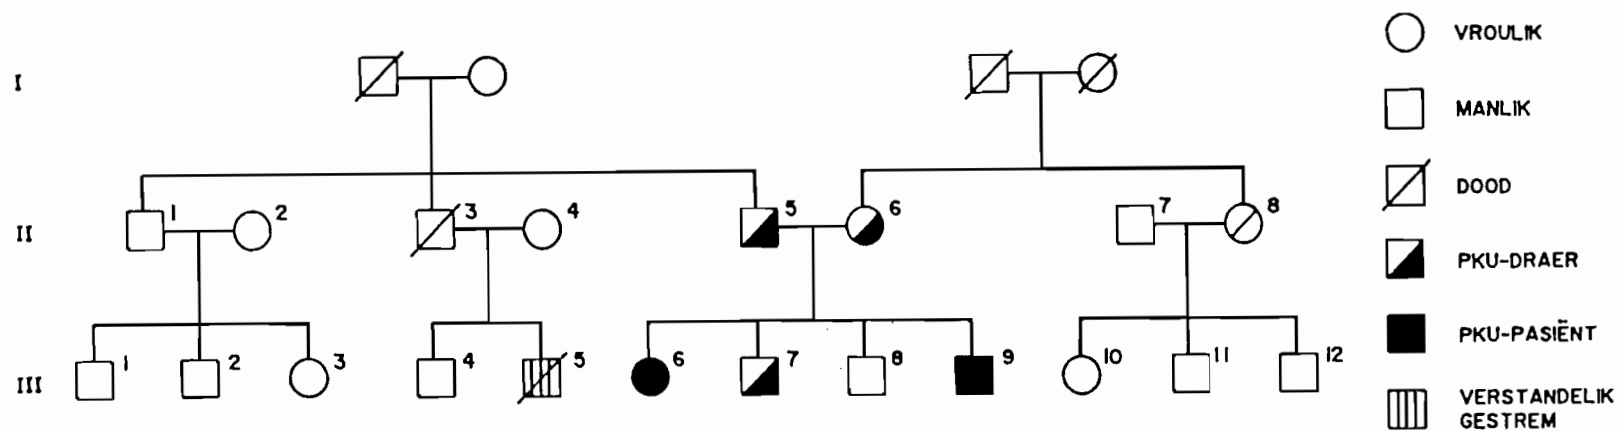 I
II
1 2 3 4 5 6 7 8
III
1 2 3 4 5 6 7 8 9 10 11 12
VROULIK
MANLIK
DOOD
PKU-DRAER
PKU-PASIËNT
VERSTANDELIK
GESTREM